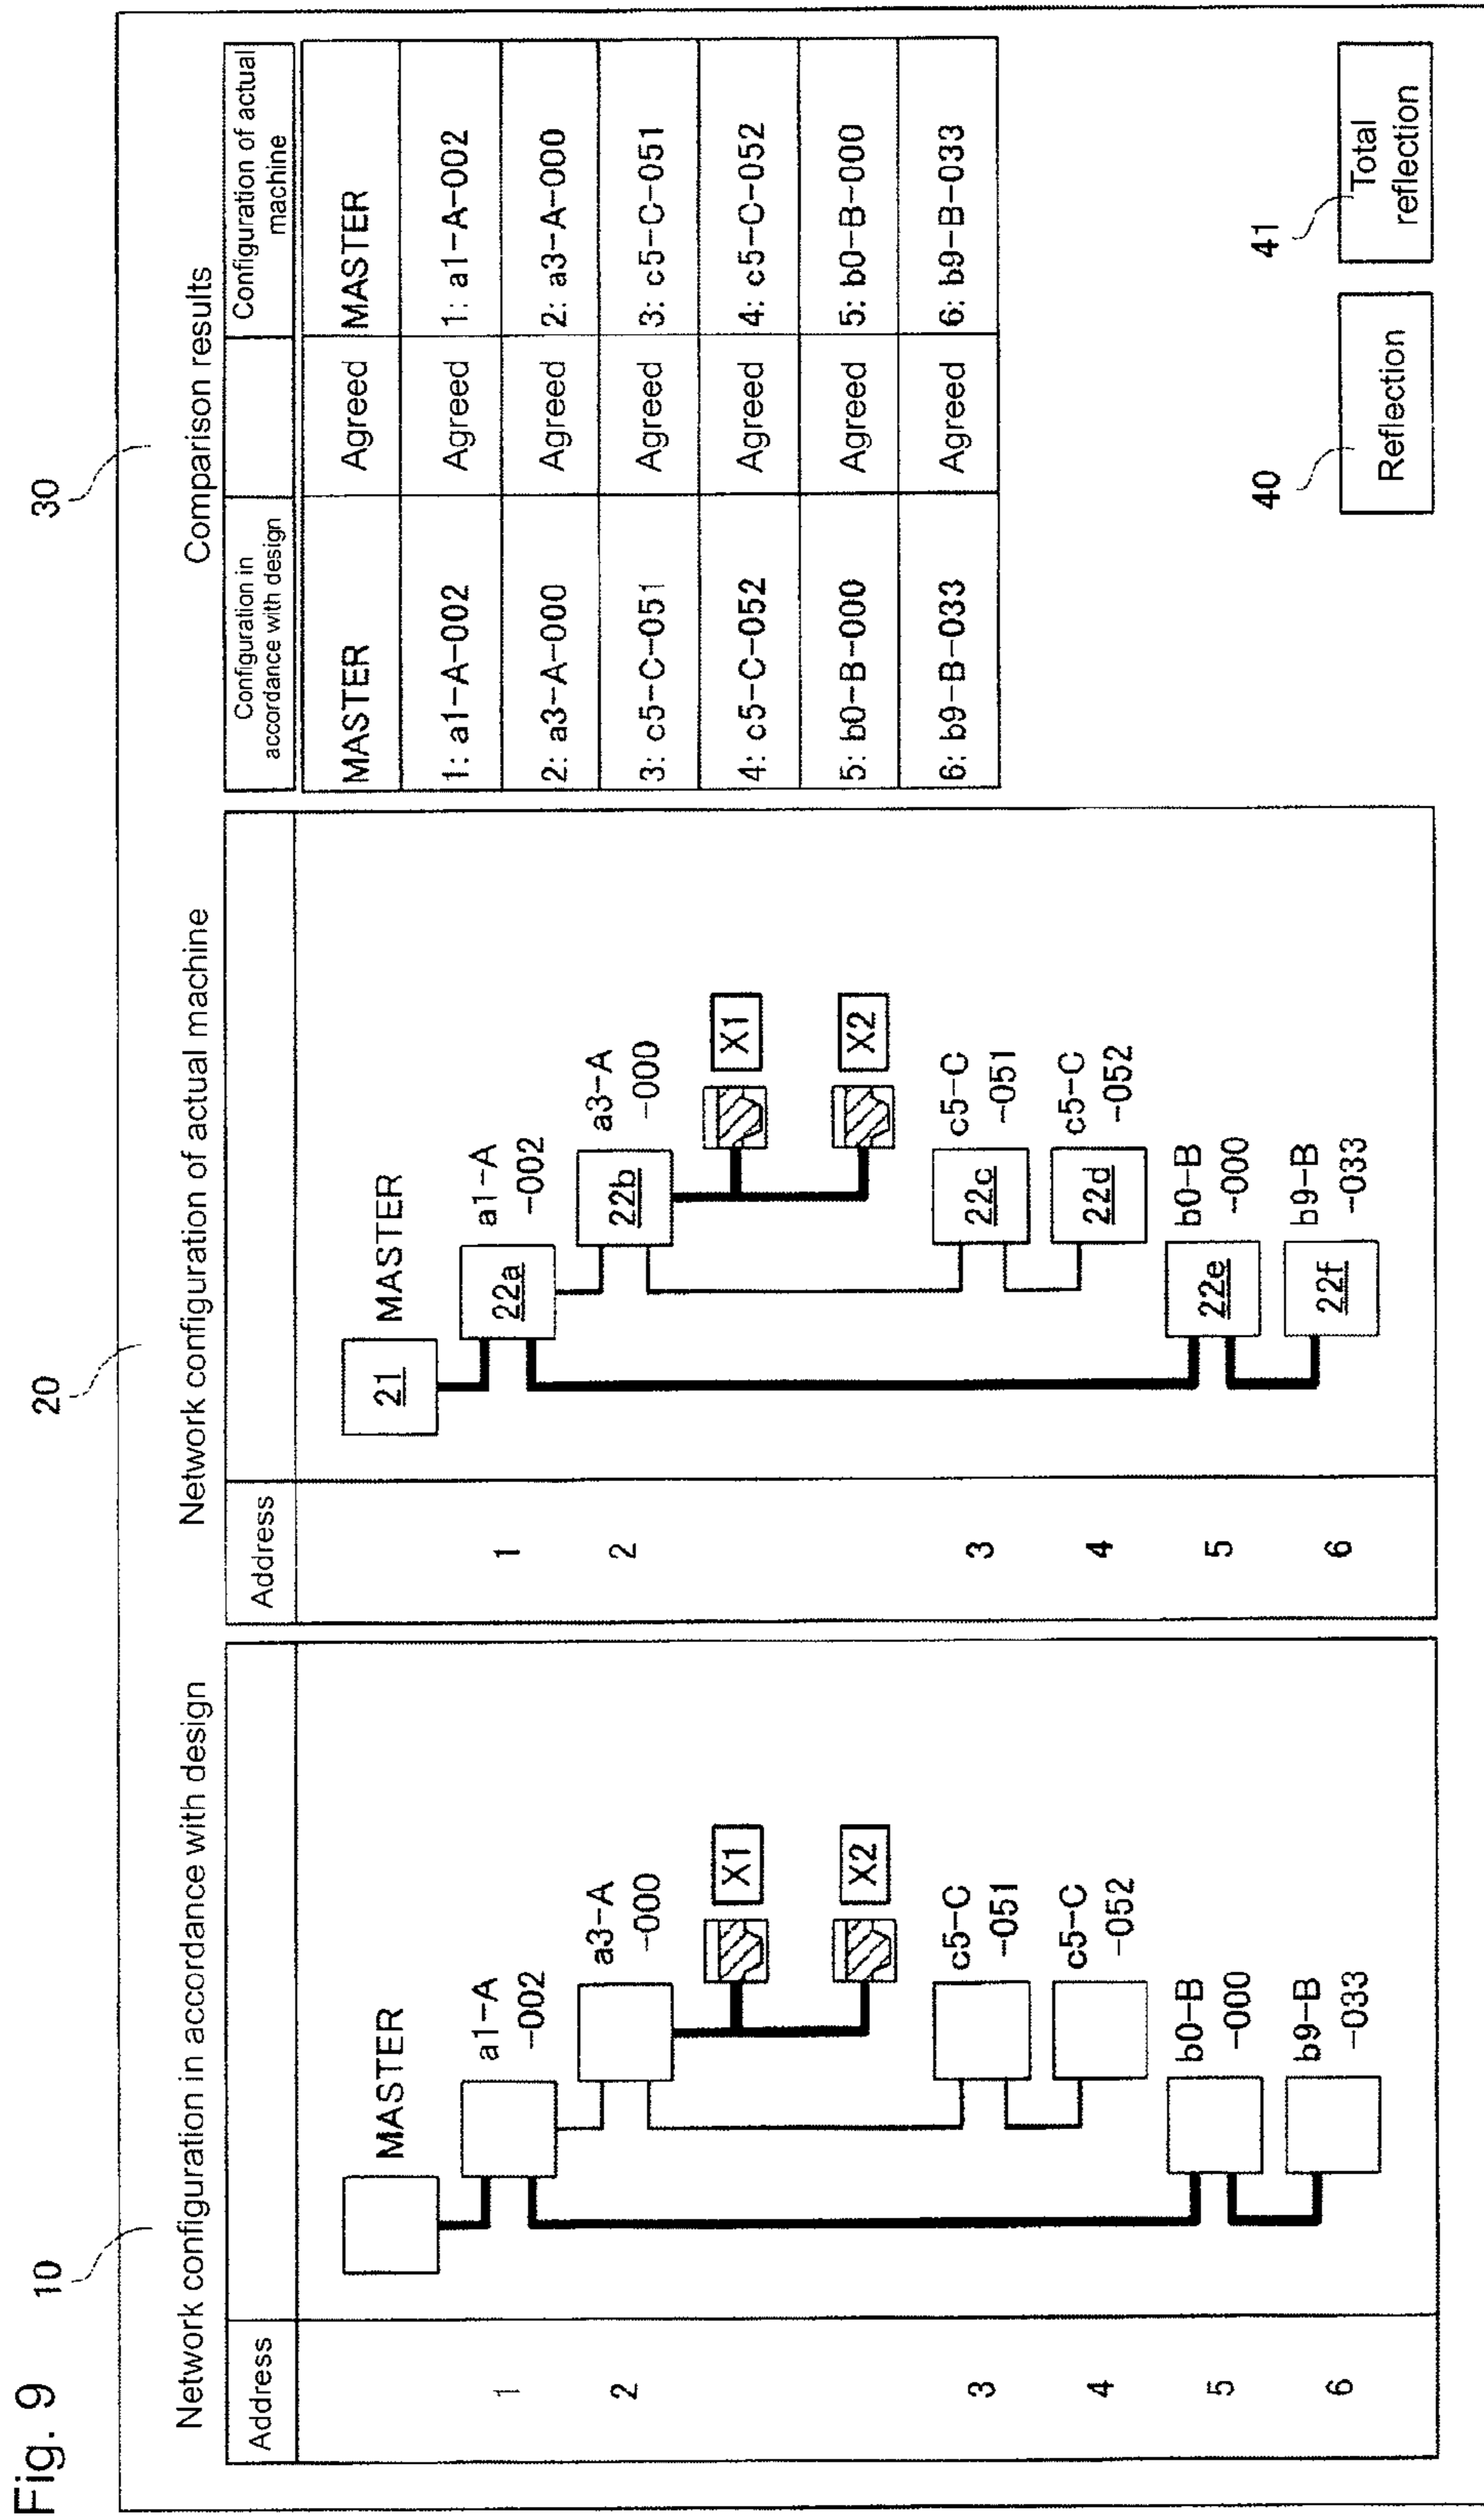 Fig. 9
10
20
30
Network configuration in accordance with design
Address
MASTER
1
a1-A
-002
2
a3-A
-000
X1
X2
3
c5-C
-051
4
c5-C
-052
5
b0-B
-000
6
b9-B
-033
Network configuration of actual machine
Address
21
MASTER
1
22a
a1-A
-002
2
22b
a3-A
-000
X1
X2
3
22c
c5-C
-051
4
22d
c5-C
-052
5
22e
b0-B
-000
6
22f
b9-B
-033
Comparison results
Configuration in
accordance with design
Configuration of actual
machine
MASTER Agreed MASTER
1: a1-A-002 Agreed 1: a1-A-002
2: a3-A-000 Agreed 2: a3-A-000
3: c5-C-051 Agreed 3: c5-C-051
4: c5-C-052 Agreed 4: c5-C-052
5: b0-B-000 Agreed 5: b0-B-000
6: b9-B-033 Agreed 6: b9-B-033
40
Reflection
41
Total
reflection